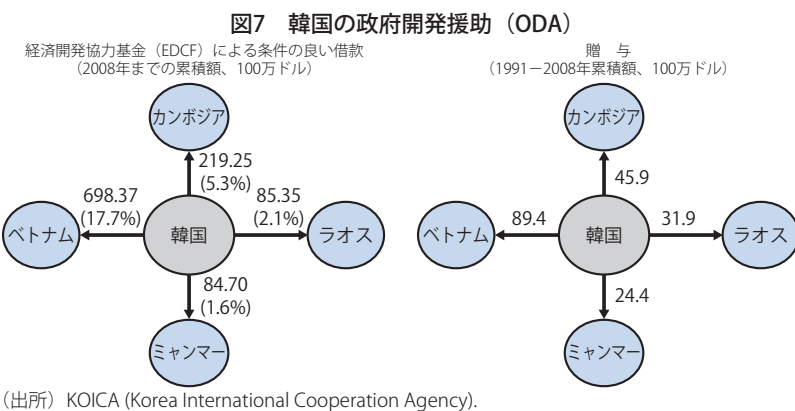 図7 韓国の政府開発援助（ODA）
経済開発協力基金（EDCF）による条件の良い借款
（2008年までの累積額、100万ドル）
カンボジア
219.25
(5.3%)
698.37
(17.7%)
85.35
(2.1%)
ベトナム
韓国
ラオス
84.70
(1.6%)
ミャンマー
贈 与
（1991－2008年累積額、100万ドル）
カンボジア
45.9
ベトナム
89.4
韓国
31.9
ラオス
24.4
ミャンマー
（出所）KOICA (Korea International Cooperation Agency).